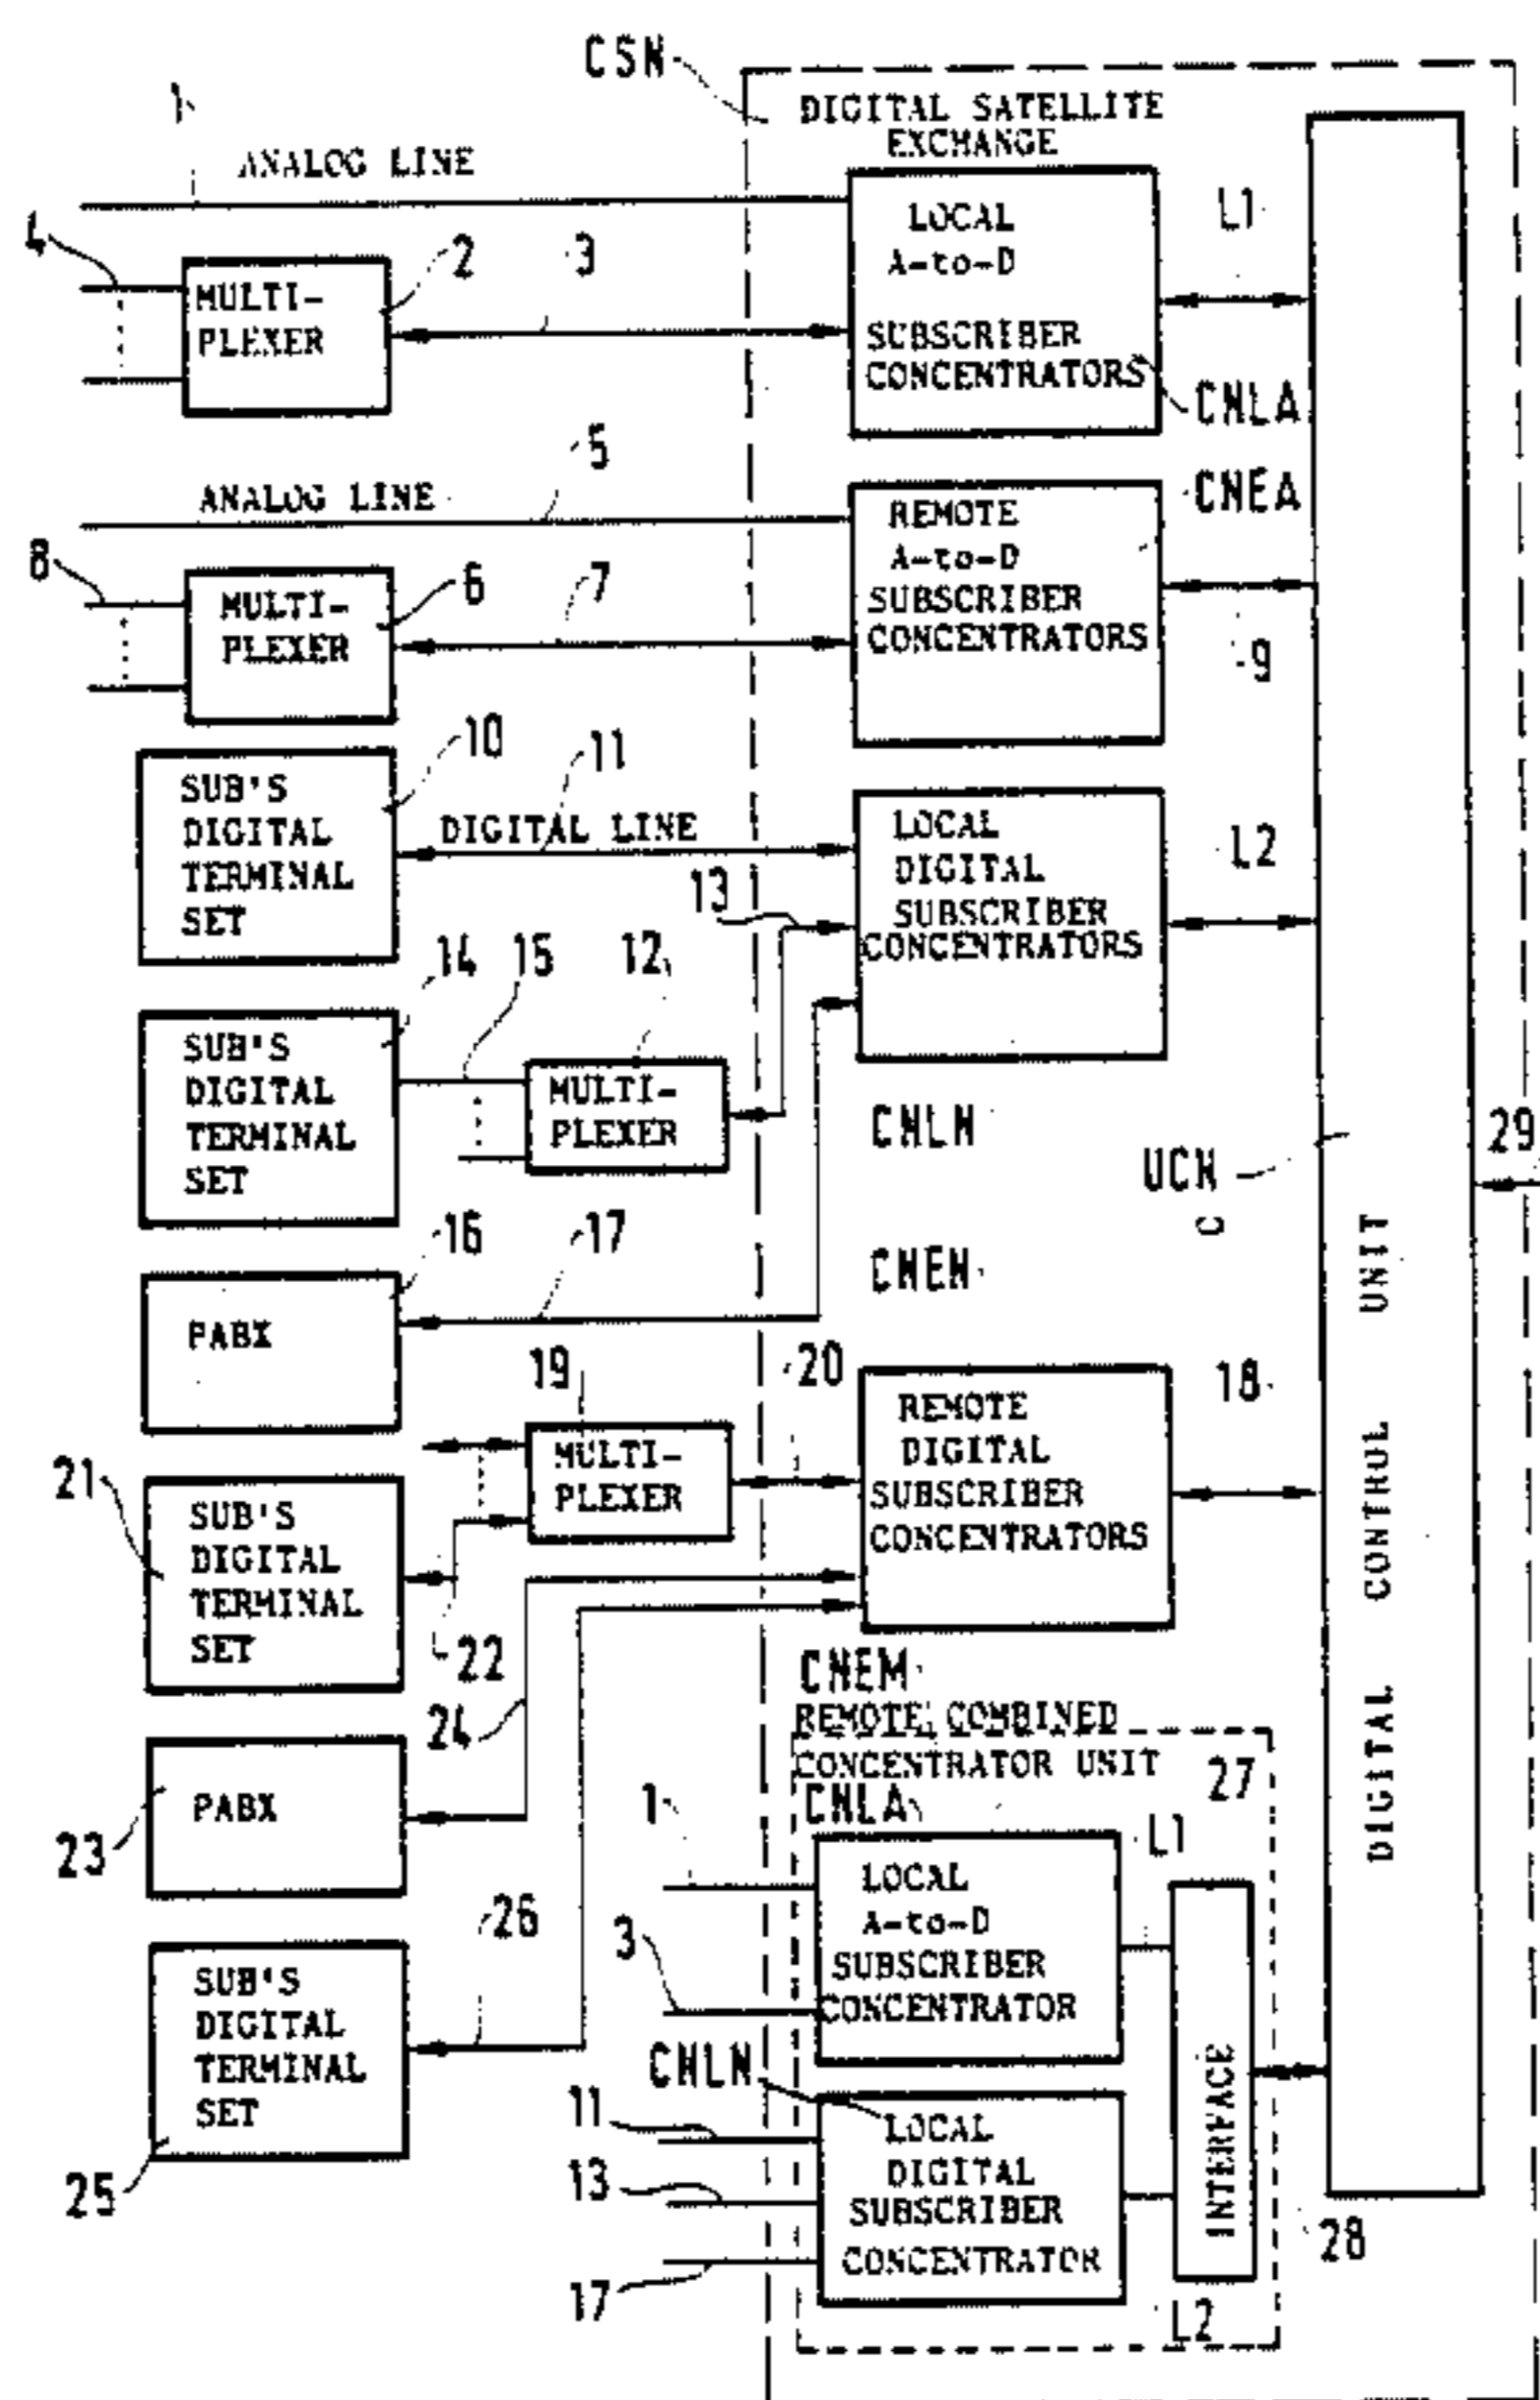 CSN
DIGITAL SATELLITE
EXCHANGE
1
ANALOG LINE
4
MULTI-
PLEXER
2
3
LOCAL
A-to-D
SUBSCRIBER
CONCENTRATORS
L1
CNLA
5
ANALOG LINE
CNEA
8
MULTI-
PLEXER
6
7
REMOTE
A-to-D
SUBSCRIBER
CONCENTRATORS
9
10
SUB'S
DIGITAL
TERMINAL
SET
11
DIGITAL LINE
13
LOCAL
DIGITAL
SUBSCRIBER
CONCENTRATORS
L2
14
15
12
SUB'S
DIGITAL
TERMINAL
SET
MULTI-
PLEXER
CNLN
UCN
C
29
16
17
CNEN
PABX
19
20
18
21
MULTI-
PLEXER
REMOTE
DIGITAL
SUBSCRIBER
CONCENTRATORS
SUB'S
DIGITAL
TERMINAL
SET
22
24
DIGITAL CONTROL UNIT
CNEM
REMOTE COMBINED
CONCENTRATOR UNIT
27
23
PABX
1
CNLA
L1
LOCAL
A-to-D
SUBSCRIBER
CONCENTRATOR
3
26
SUB'S
DIGITAL
TERMINAL
SET
25
CNLN
11
13
17
LOCAL
DIGITAL
SUBSCRIBER
CONCENTRATOR
INTERFACE
28
L2